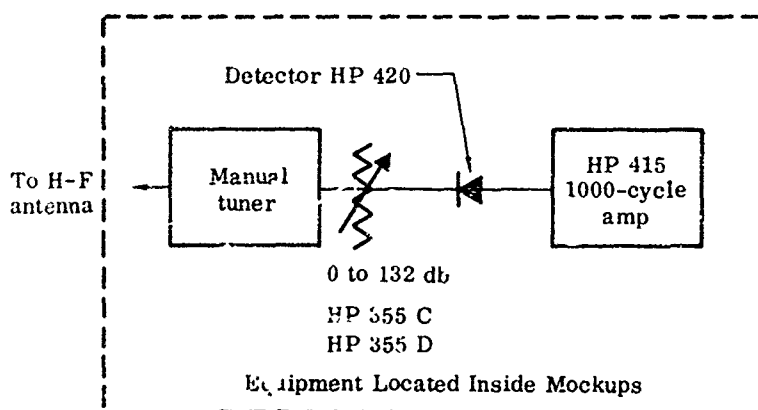 Detector HP 420
To H-F
antenna
Manual
tuner
HP 415
1000-cycle
amp
0 to 132 db
HP 355 C
HP 355 D
Equipment Located Inside Mockups